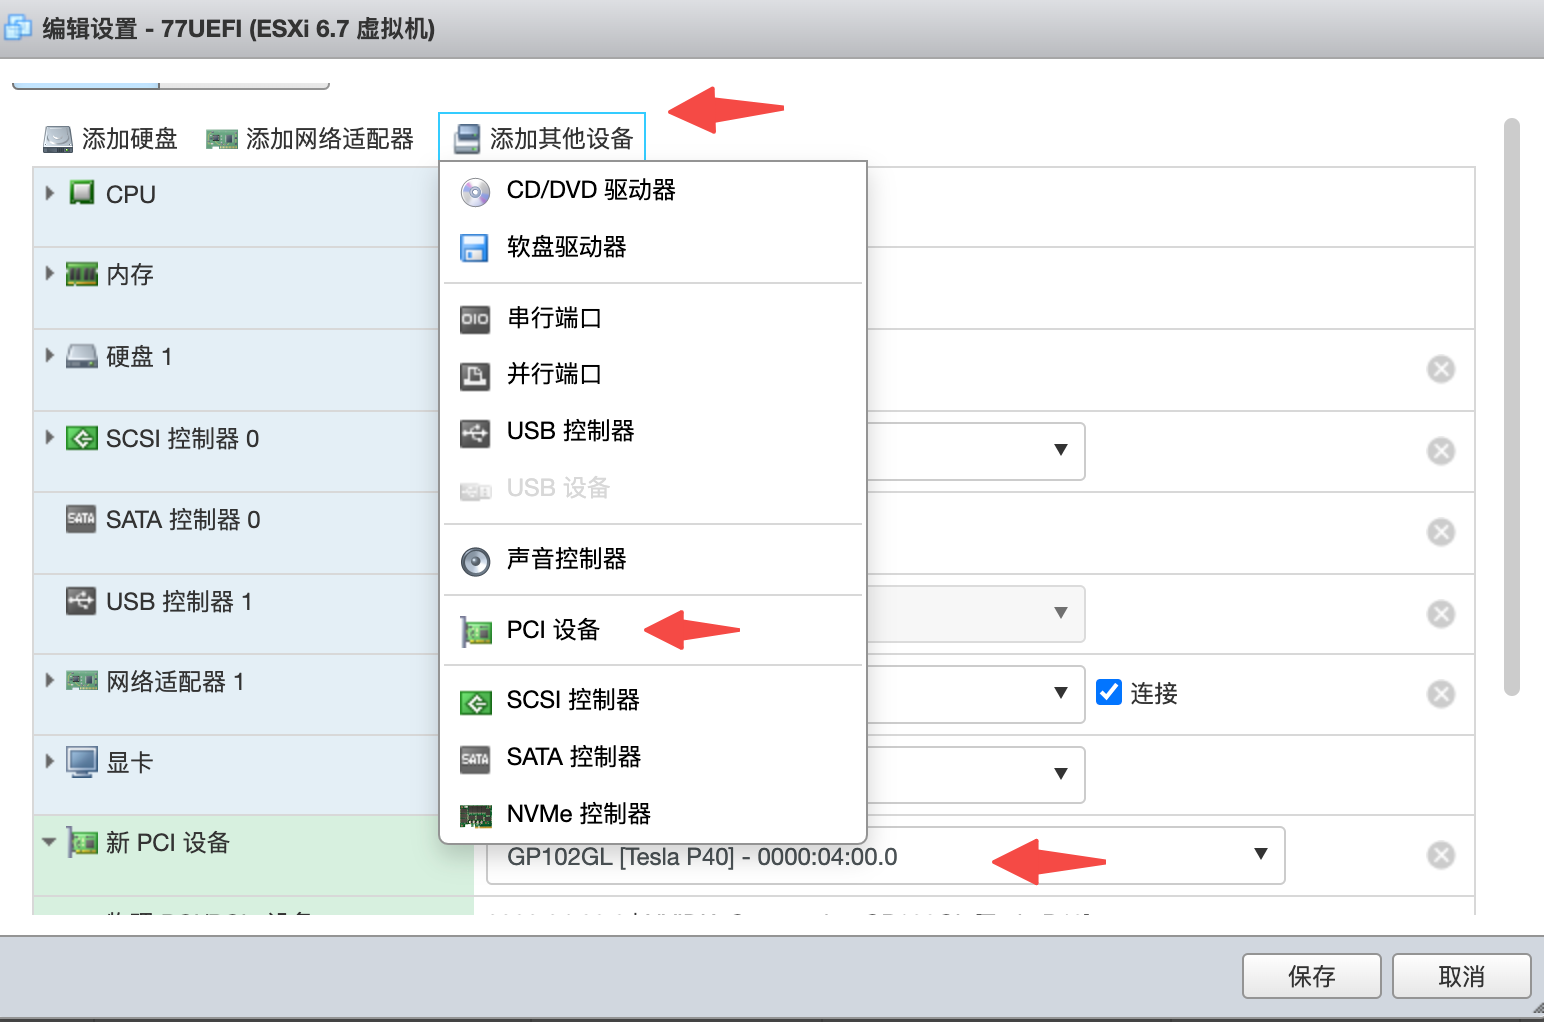 编辑设置 - 77UEFI (ESXi 6.7 虚拟机)
添加硬盘 添加网络适配器 添加其他设备
CD/DVD 驱动器
软盘驱动器
串行端口
并行端口
USB 控制器
USB 设备
声音控制器
PCI 设备
SCSI 控制器
SATA 控制器
NVMe 控制器
CPU
内存
硬盘 1
SCSI 控制器 0
SATA 控制器 0
USB 控制器 1
网络适配器 1
连接
显卡
新 PCI 设备
GP102GL [Tesla P40] - 0000:04:00.0
保存 取消